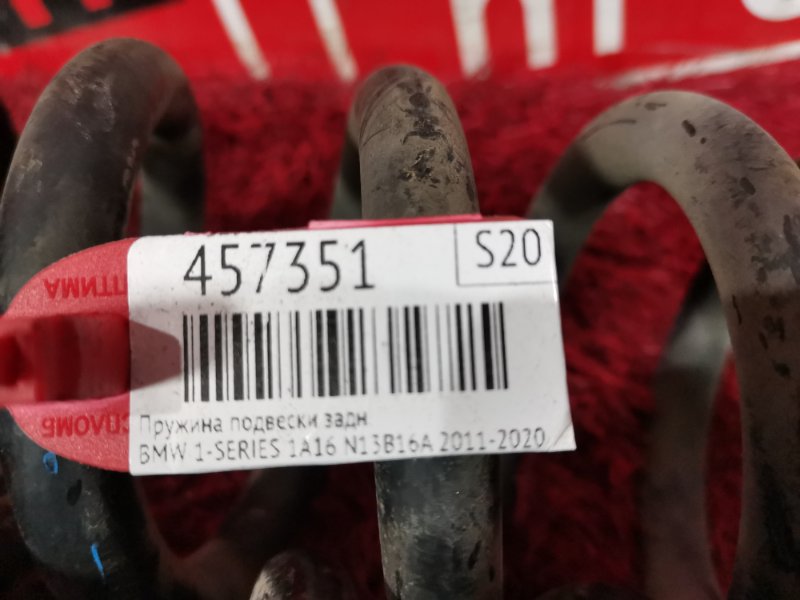 457351
S20
Пружина подвески задн.
BMW 1-SERIES 1A16 N13B16A 2011-2020